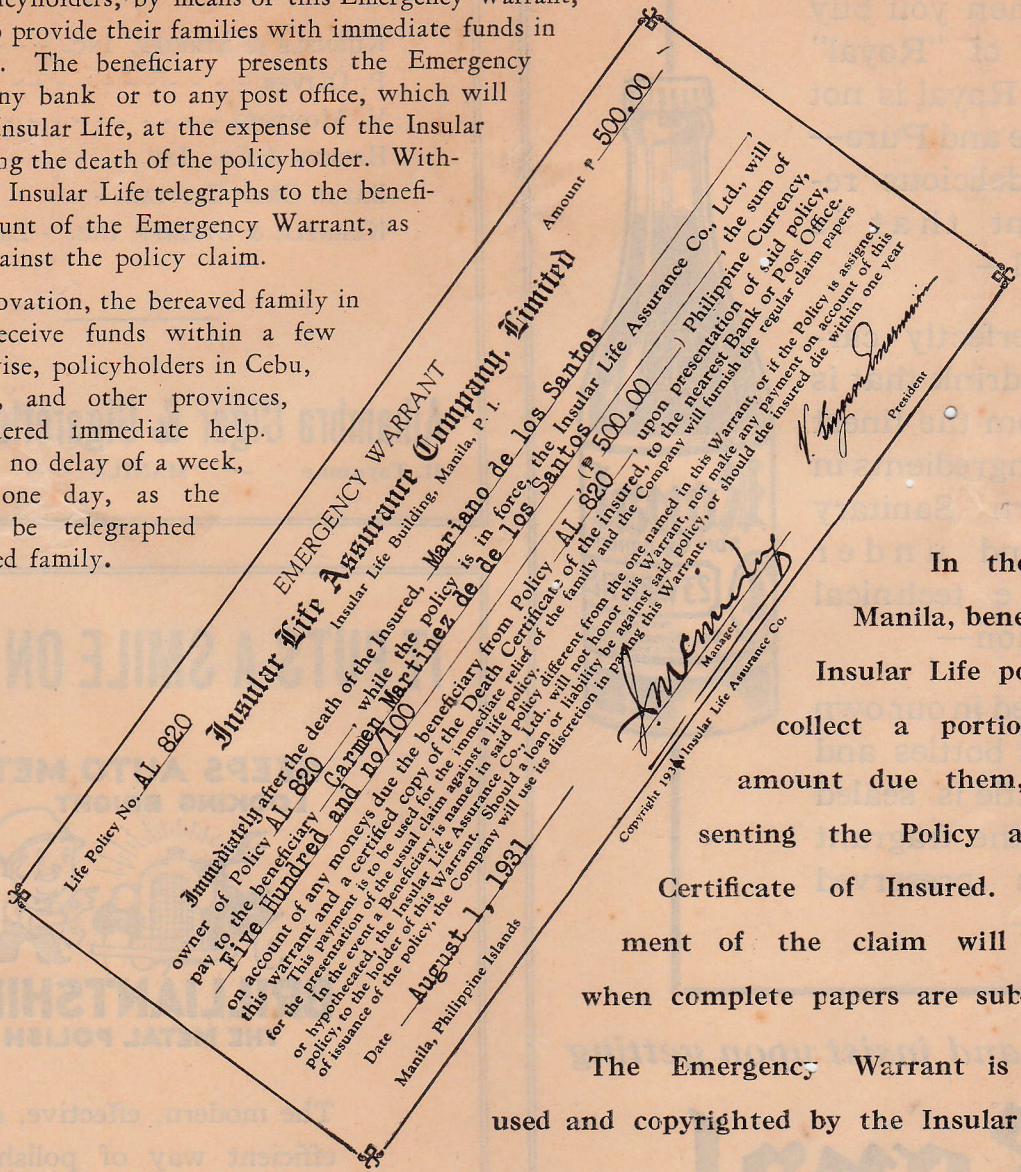 cyholders, by means of this Emergency Warrant,
provide their families with immediate funds in
. The beneficiary presents the Emergency
ny bank or to any post office, which will
nsular Life, at the expense of the Insular
ng the death of the policyholder. With-
Insular Life telegraphs to the benefi-
unt of the Emergency Warrant, as
ainst the policy claim.
ovation, the bereaved family in
eceive funds within a few
ise, policyholders in Cebu,
, and other provinces,
ered immediate help.
no delay of a week,
one day, as the
be telegraphed
ed family.
Life Policy No. AL 820
Amount ₱ 500.00
EMERGENCY WARRANT
Insular Life Assurance Company, Limited
Insular Life Building, Manila, P. I.
Immediately after the death of the Insured, Mariano de los Santos,
owner of Policy AL 820, while the policy is in force, the Insular Life Assurance Co., Ltd., will
pay to the beneficiary Carmen Martinez de de los Santos, the sum of
Five Hundred and no/100 (₱ 500.00) Philippine Currency,
on account of any moneys due the beneficiary from Policy AL 820 upon presentation of said policy,
this warrant and a certified copy of the Death Certificate of the insured, to the nearest Bank or Post Office.
This payment is to be used for the immediate relief of the family and the Company will furnish the regular claim papers
for the presentation of the usual claim against a life policy.
In the event a Beneficiary is named in said policy different from the one named in this Warrant, or if the Policy is assigned
or hypothecated, the Insular Life Assurance Co., Ltd., will not honor this Warrant, nor make any payment on account of this
policy, to the holder of this Warrant. Should a loan or liability be against said policy, or should the insured die within one year
of issuance of the policy, the Company will use its discretion in paying this Warrant.
Date August 1, 1931
Manila, Philippine Islands
Manager
President
Copyright 1931, Insular Life Assurance Co.
In the
Manila, bene
Insular Life po
collect a portio
amount due them,
senting the Policy a
Certificate of Insured.
ment of the claim will
when complete papers are sub
The Emergency Warrant is
used and copyrighted by the Insular